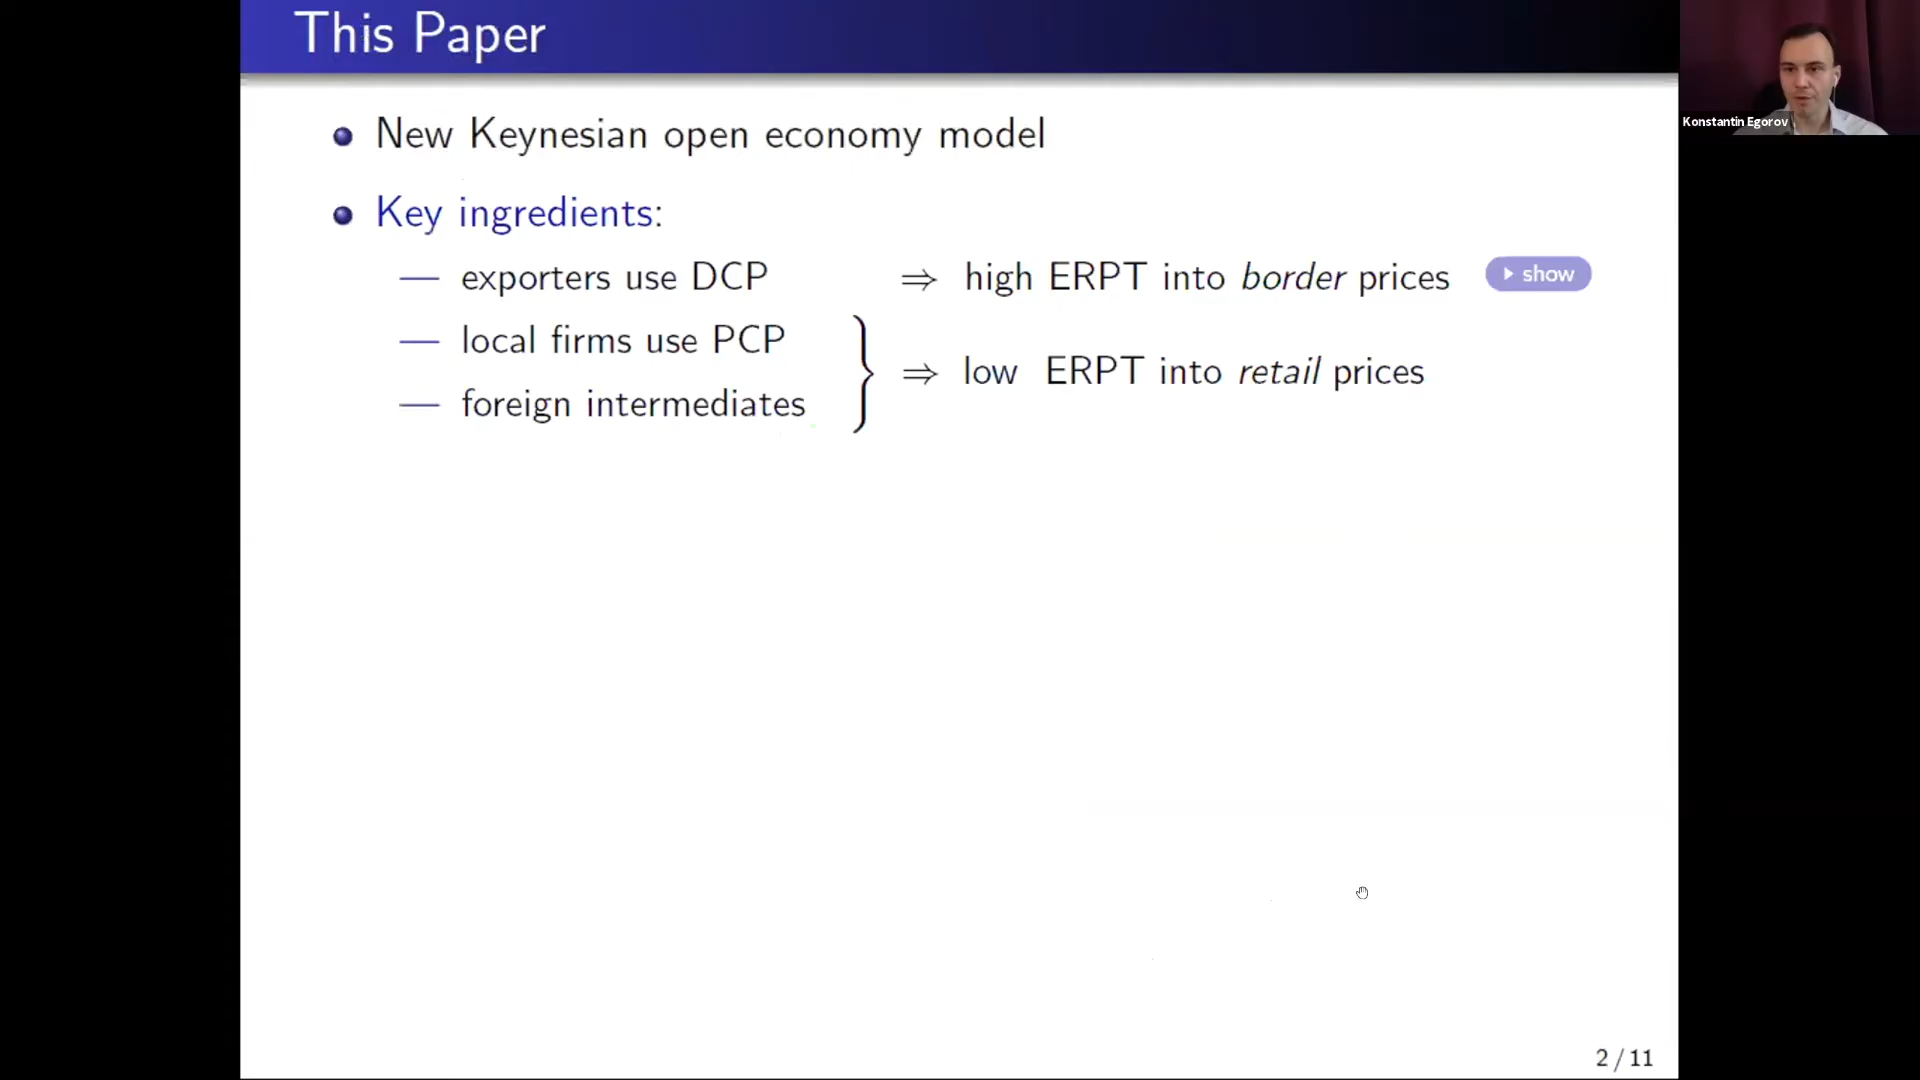 This Paper
Konstantin Egorov
New Keynesian open economy model
Key ingredients:
— exporters use DCP ⇒ high ERPT into border prices show
— local firms use PCP
— foreign intermediates
⇒ low ERPT into retail prices
2 / 11